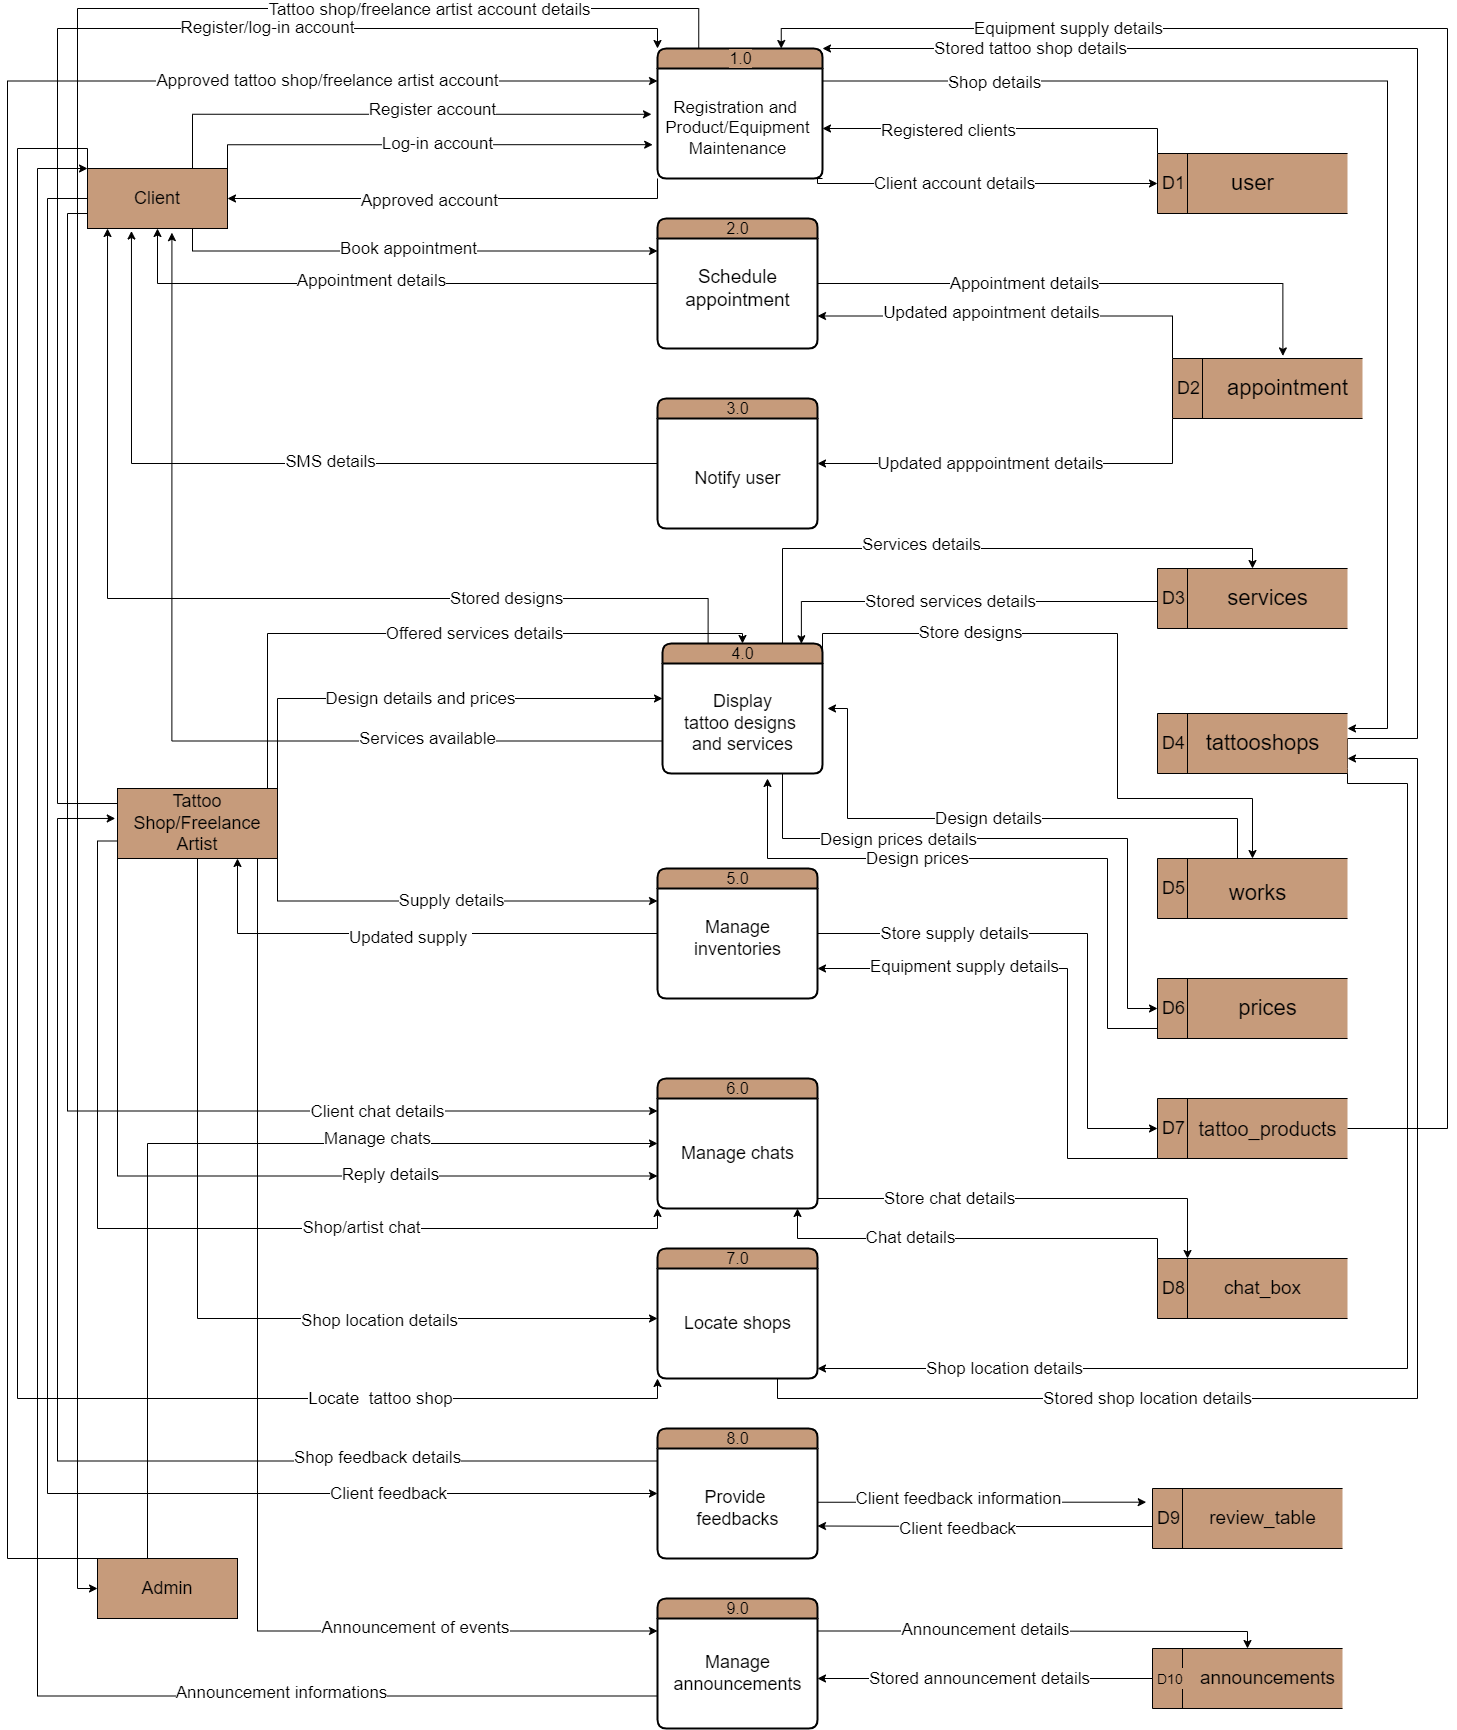 Tattoo shop/freelance artist account details
Register/log-in account
Equipment supply details
Stored tattoo shop details
1.0
Approved tattoo shop/freelance artist account
Shop details
Registration and
Product/Equipment
Maintenance
Register account
Registered clients
Log-in account
Client account details
D1
user
Client
Approved account
2.0
Book appointment
Schedule
appointment
Appointment details
Appointment details
Updated appointment details
D2
appointment
3.0
SMS details
Updated apppointment details
Notify user
Services details
Stored designs
Stored services details
D3
services
Offered services details
Store designs
4.0
Design details and prices
Display
tattoo designs
and services
Services available
D4
tattooshops
Tattoo
Shop/Freelance
Artist
Design details
Design prices details
Design prices
5.0
D5
works
Supply details
Manage
inventories
Updated supply
Store supply details
Equipment supply details
D6
prices
6.0
Client chat details
Manage chats
D7
tattoo_products
Manage chats
Reply details
Store chat details
Shop/artist chat
Chat details
7.0
D8
chat_box
Shop location details
Locate shops
Shop location details
Locate  tattoo shop
Stored shop location details
8.0
Shop feedback details
Client feedback
Provide
feedbacks
Client feedback information
Client feedback
D9
review_table
Admin
9.0
Announcement of events
Announcement details
Manage
announcements
Stored announcement details
D10
announcements
Announcement informations